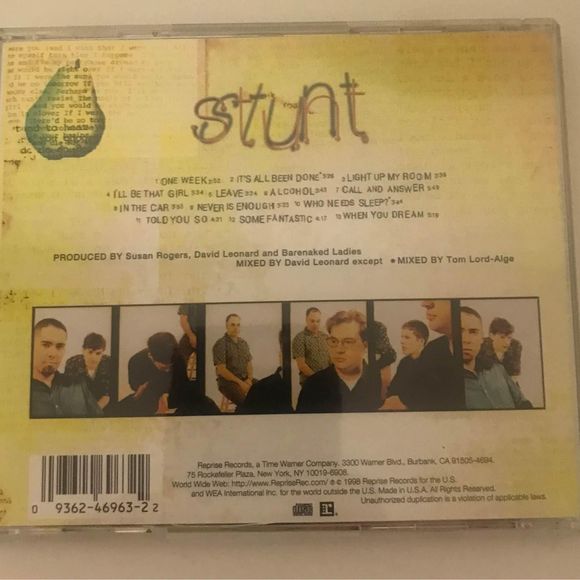 stunt
1 ONE WEEK 2:52 2 IT'S ALL BEEN DONE* 3:28 3 LIGHT UP MY ROOM 3:36
4 I'LL BE THAT GIRL 3:34 5 LEAVE 3:24 6 ALCOHOL 3:43 7 CALL AND ANSWER 5:49
8 IN THE CAR 3:53 9 NEVER IS ENOUGH 3:23 10 WHO NEEDS SLEEP? 3:44
11 TOLD YOU SO 4:21 12 SOME FANTASTIC 4:17 13 WHEN YOU DREAM 5:19
PRODUCED BY Susan Rogers, David Leonard and Barenaked Ladies
MIXED BY David Leonard except * MIXED BY Tom Lord-Alge
Reprise Records, a Time Warner Company. 3300 Warner Blvd., Burbank, CA 91505-4694.
75 Rockefeller Plaza, New York, NY 10019-6908.
World Wide Web: http://www.RepriseRec.com/ ℗ © 1998 Reprise Records for the U.S.
and WEA International Inc. for the world outside the U.S. Made in U.S.A. All Rights Reserved.
Unauthorized duplication is a violation of applicable laws.
0 9362-46963-2 2